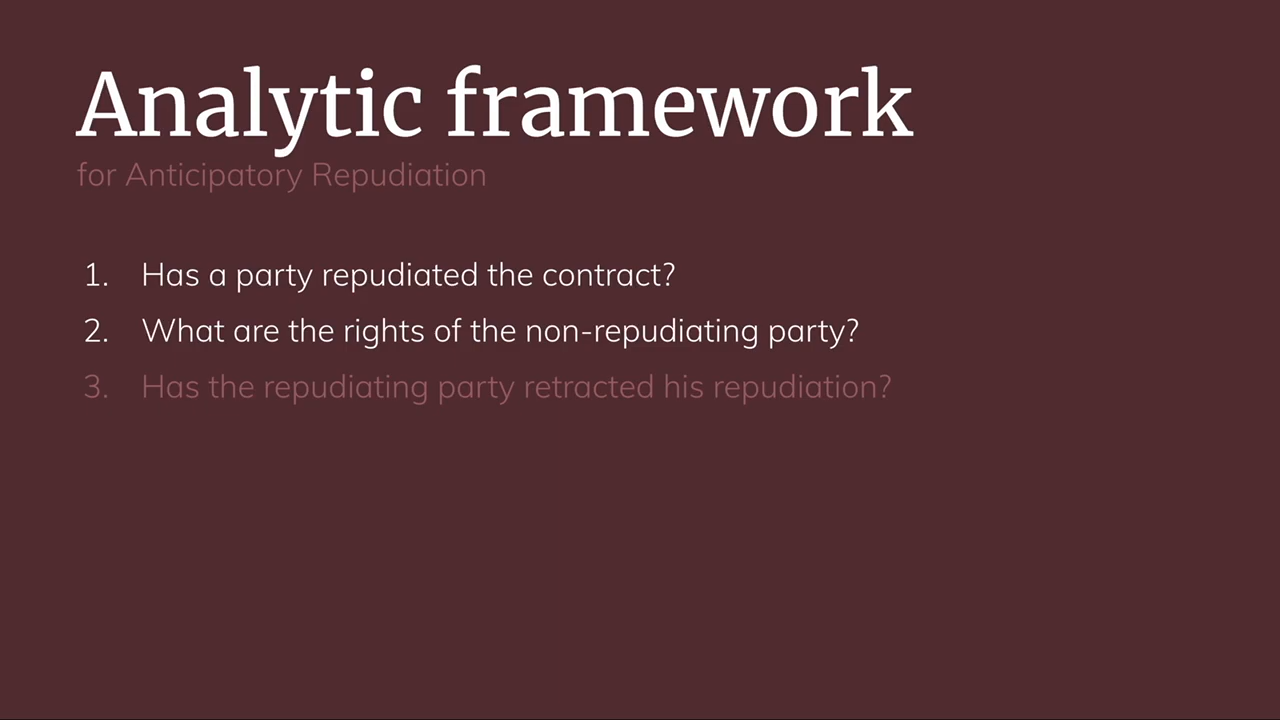 Analytic framework
for Anticipatory Repudiation
1. Has a party repudiated the contract?
2. What are the rights of the non-repudiating party?
3. Has the repudiating party retracted his repudiation?